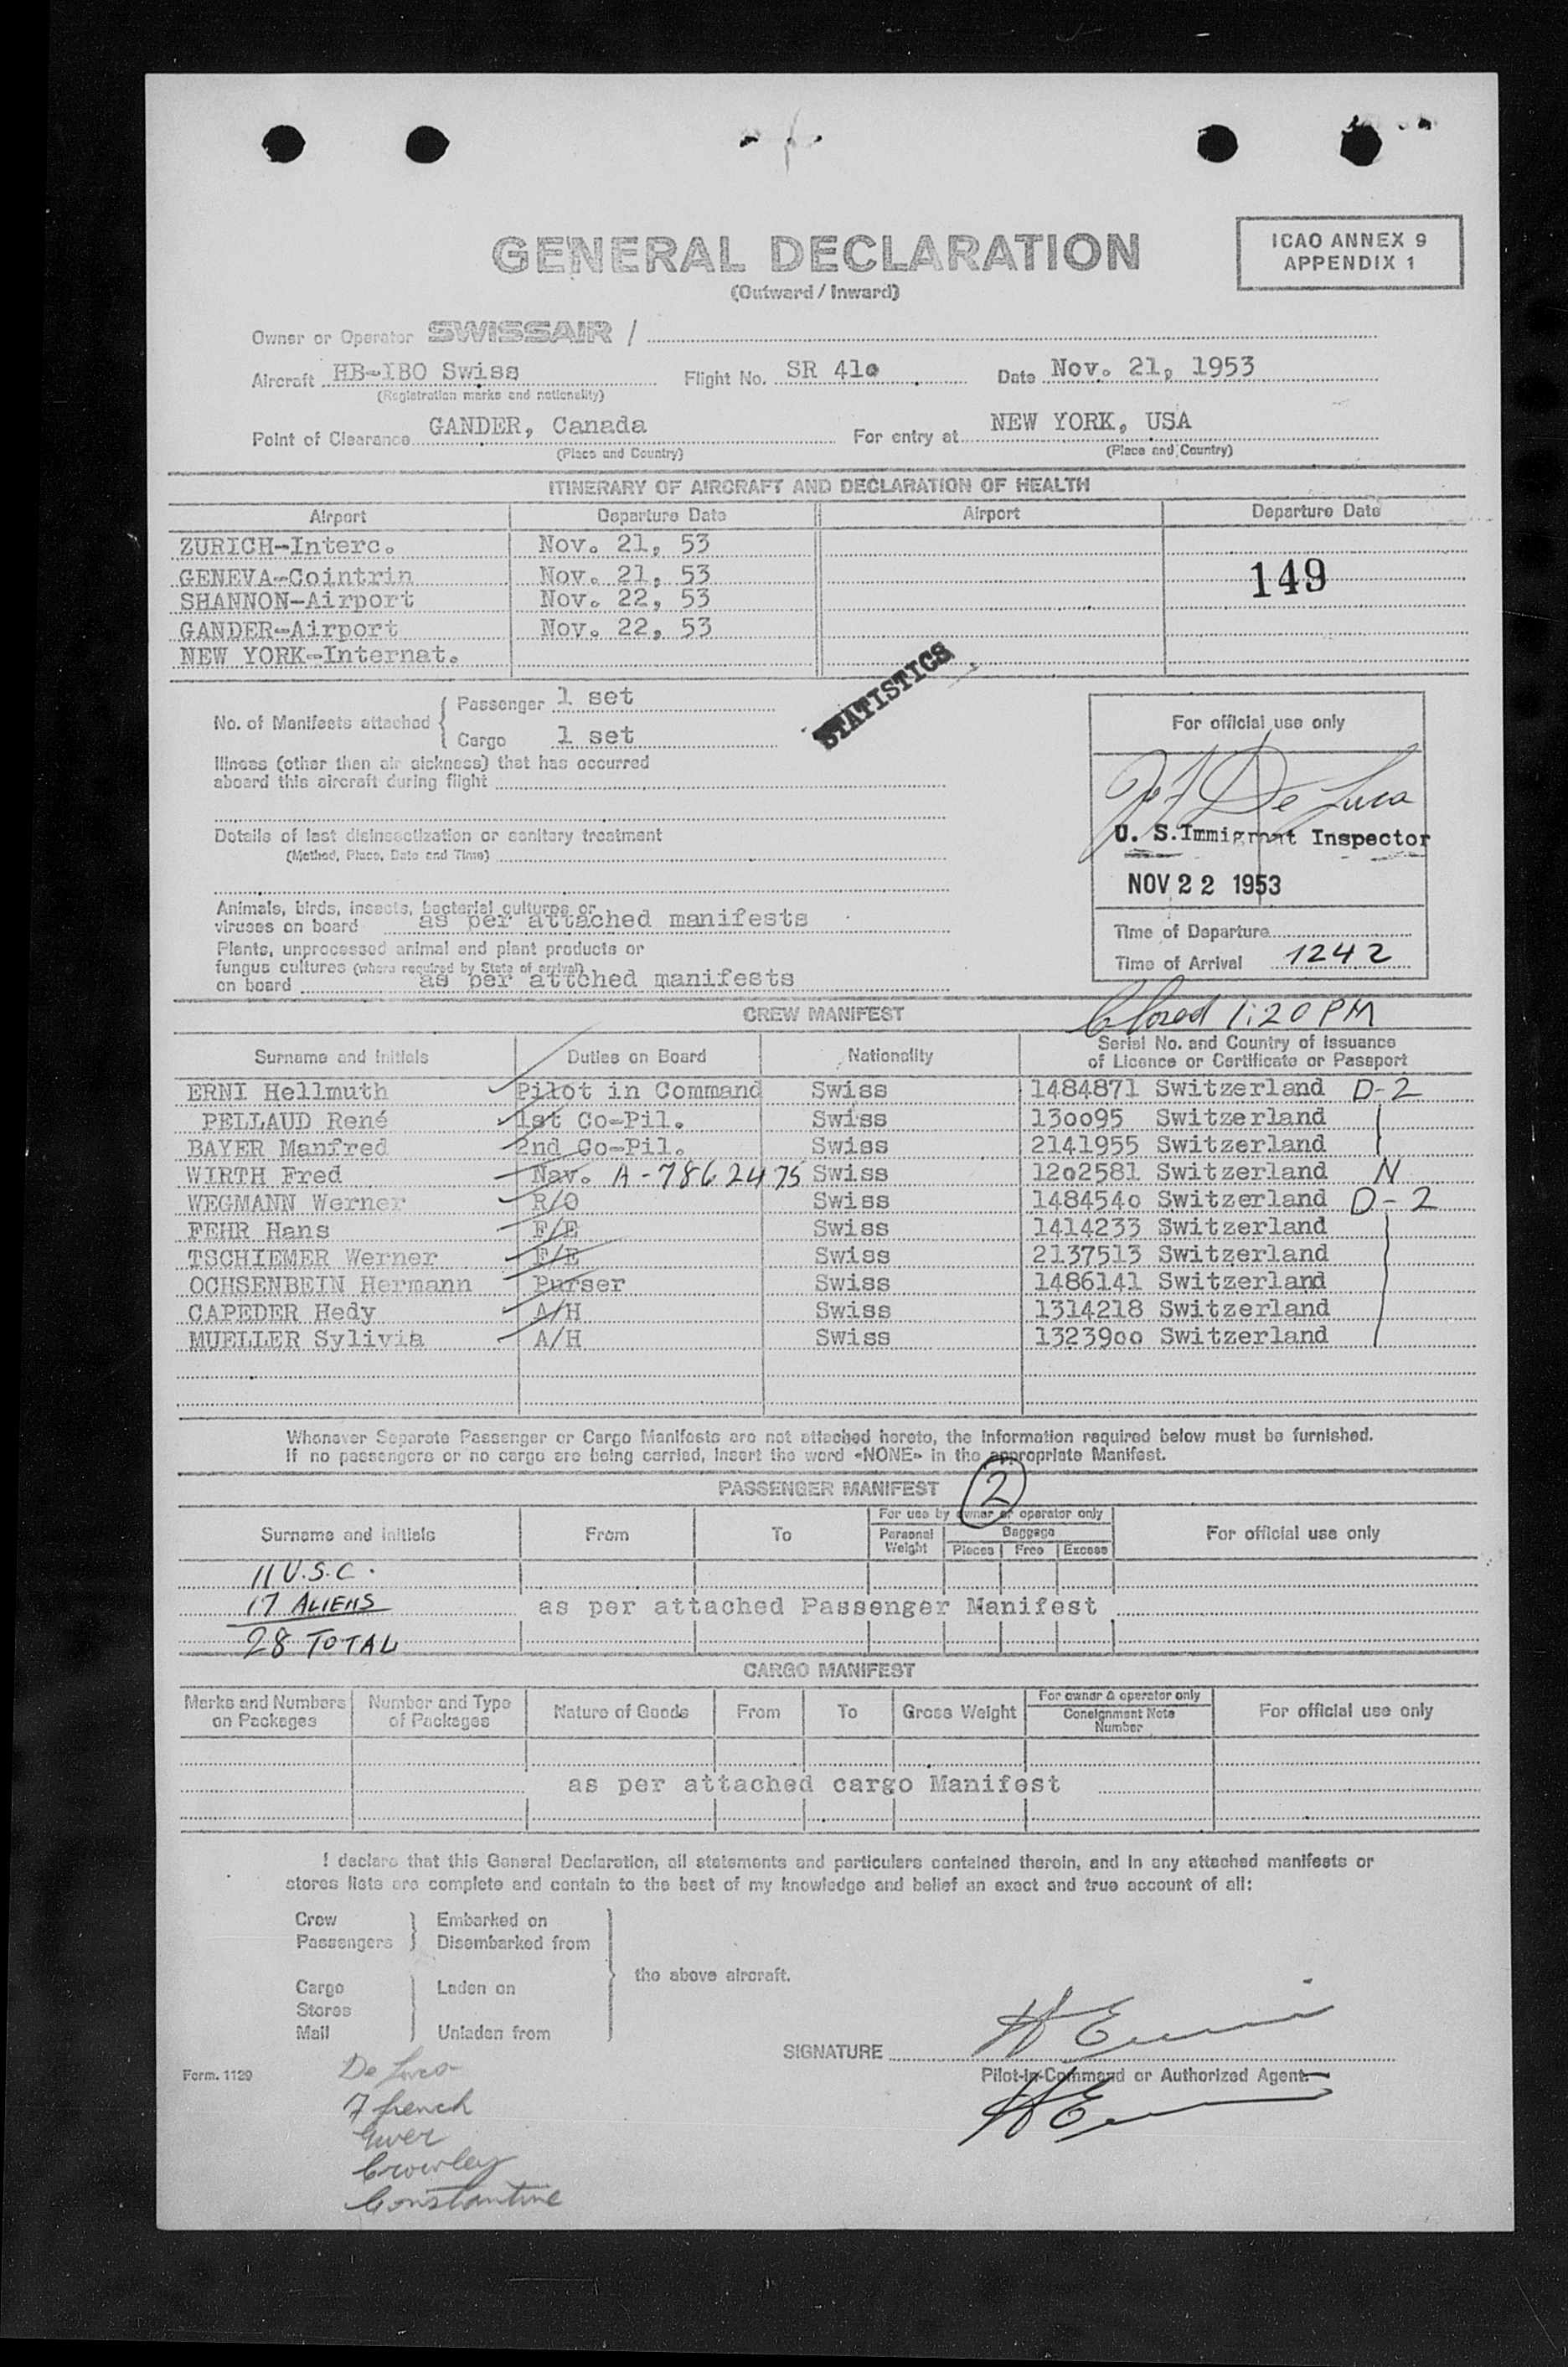 GENERAL DECLARATION
(Outward / Inward)
ICAO ANNEX 9
APPENDIX 1
Owner or Operator SWISSAIR /
Aircraft HB-IBO Swiss Flight No. SR 41o Date Nov. 21, 1953
(Registration marks and nationality)
Point of Clearance GANDER, Canada For entry at NEW YORK, USA
(Place and Country) (Place and Country)
ITINERARY OF AIRCRAFT AND DECLARATION OF HEALTH
Airport Departure Date Airport Departure Date
ZURICH-Interc. Nov. 21, 53
GENEVA-Cointrin Nov. 21, 53
149
SHANNON-Airport Nov. 22, 53
GANDER-Airport Nov. 22, 53
NEW YORK-Internat.
STATISTICS
No. of Manifests attached
Passenger 1 set
Cargo 1 set
Illness (other than air sickness) that has occurred
aboard this aircraft during flight
Details of last disinsectization or sanitary treatment
(Method, Place, Date and Time)
Animals, birds, insects, bacterial cultures or
viruses on board as per attached manifests
Plants, unprocessed animal and plant products or
fungus cultures (where required by State of arrival)
on board as per attched manifests
For official use only
De Luca
U. S. Immigrant Inspector
NOV 22 1953
Time of Departure
Time of Arrival 1242
Closed 1:20 PM
CREW MANIFEST
Surname and Initials Duties on Board Nationality Serial No. and Country of Issuance
of Licence or Certificate or Passport
ERNI Hellmuth Pilot in Command Swiss 1484871 Switzerland D-2
PELLAUD René 1st Co-Pil. Swiss 130095 Switzerland
BAYER Manfred 2nd Co-Pil. Swiss 2141955 Switzerland
WIRTH Fred Nav. A-7862475 Swiss 12o2581 Switzerland N
WEGMANN Werner R/O Swiss 148454o Switzerland D-2
FEHR Hans F/E Swiss 1414233 Switzerland
TSCHIEMER Werner F/E Swiss 2137513 Switzerland
OCHSENBEIN Hermann Purser Swiss 1486141 Switzerland
CAPEDER Hedy A/H Swiss 1314218 Switzerland
MUELLER Sylivia A/H Swiss 13239oo Switzerland
Whenever Separate Passenger or Cargo Manifests are not attached hereto, the information required below must be furnished.
If no passengers or no cargo are being carried, insert the word «NONE» in the appropriate Manifest.
PASSENGER MANIFEST
2
Surname and initials From To For use by owner or operator only For official use only
Personal Weight Baggage
Pieces Free Excess
11 U.S.C.
17 ALIENS as per attached Passenger Manifest
28 TOTAL
CARGO MANIFEST
Marks and Numbers on Packages Number and Type of Packages Nature of Goods From To Gross Weight For owner & operator only Consignment Note Number For official use only
as per attached cargo Manifest
I declare that this General Declaration, all statements and particulars contained therein, and in any attached manifests or
stores lists are complete and contain to the best of my knowledge and belief an exact and true account of all:
Crew Embarked on
Passengers Disembarked from
the above aircraft.
Cargo Laden on
Stores
Mail Unladen from
SIGNATURE H Erni
Form. 1129
Pilot-in-Command or Authorized Agent.
H Erni
De Luca
French
Crowley
Constantine